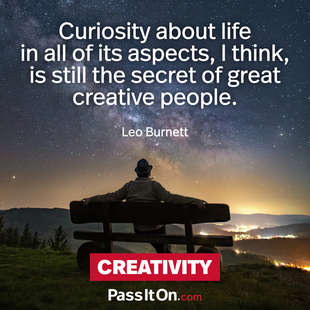 Curiosity about life
in all of its aspects, I think,
is still the secret of great
creative people.
Leo Burnett
CREATIVITY
PassItOn.com